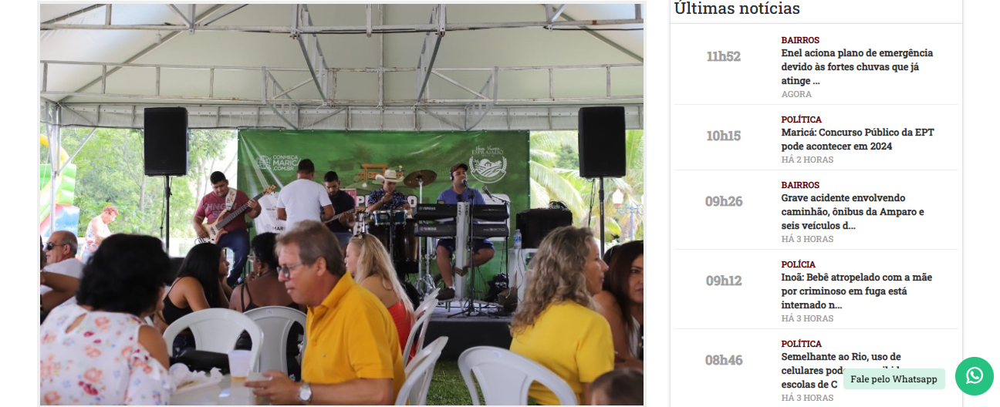 CONHEÇA
MARICÁ
.COM.BR
ESPRAIADO
YAMAHA
YAMAHA
Últimas notícias
11h52
BAIRROS
Enel aciona plano de emergência
devido às fortes chuvas que já
atinge ...
AGORA
10h15
POLÍTICA
Maricá: Concurso Público da EPT
pode acontecer em 2024
HÁ 2 HORAS
09h26
BAIRROS
Grave acidente envolvendo
caminhão, ônibus da Amparo e
seis veículos d...
HÁ 3 HORAS
09h12
POLÍCIA
Inoã: Bebê atropelado com a mãe
por criminoso em fuga está
internado n...
HÁ 3 HORAS
08h46
POLÍTICA
Semelhante ao Rio, uso de
celulares
escolas de C
HÁ 3 HORAS
Fale pelo Whatsapp